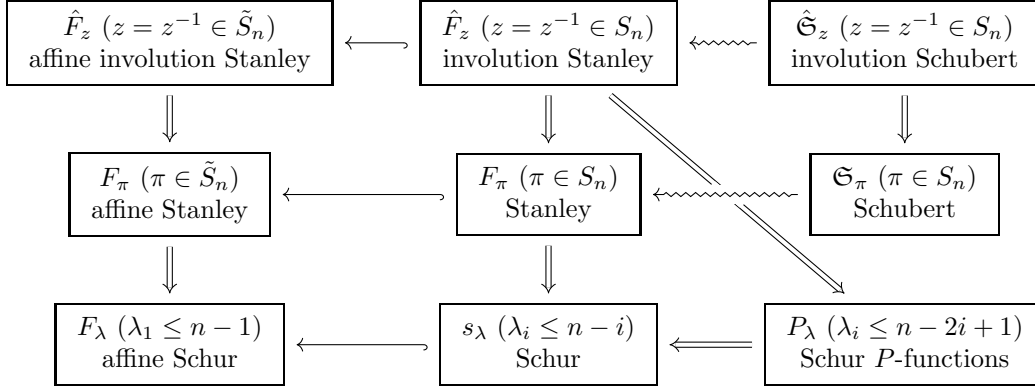 F̂_z (z = z⁻¹ ∈ S̃_n)
affine involution Stanley
F̂_z (z = z⁻¹ ∈ S_n)
involution Stanley
𝔖̂_z (z = z⁻¹ ∈ S_n)
involution Schubert
F_π (π ∈ S̃_n)
affine Stanley
F_π (π ∈ S_n)
Stanley
𝔖_π (π ∈ S_n)
Schubert
F_λ (λ₁ ≤ n − 1)
affine Schur
s_λ (λ_i ≤ n − i)
Schur
P_λ (λ_i ≤ n − 2i + 1)
Schur P-functions